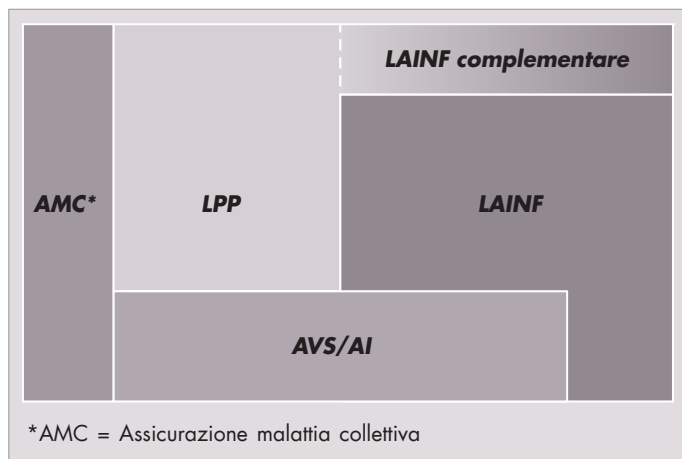 LAINF complementare
AMC*
LPP
LAINF
AVS/AI
*AMC = Assicurazione malattia collettiva